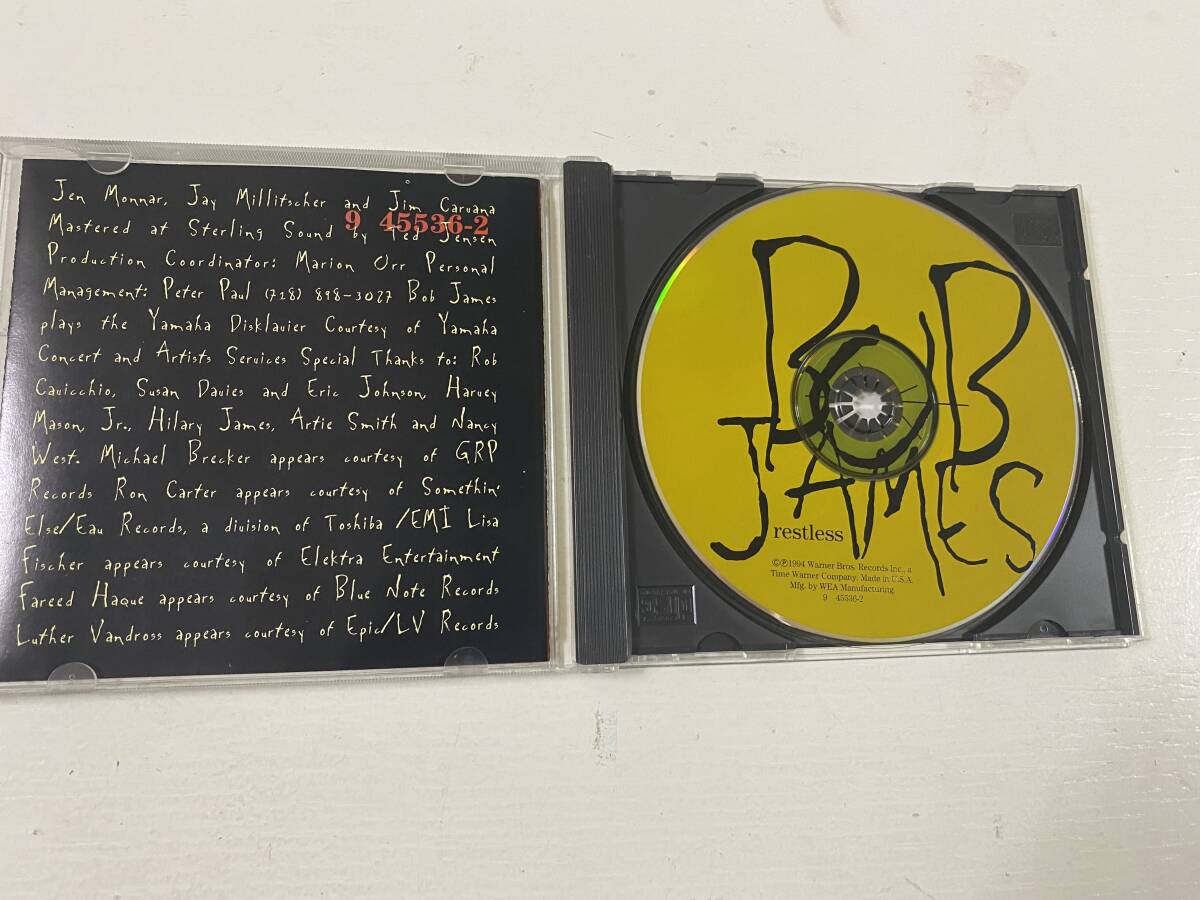 Jen Monnar, Jay Millitscher and Jim Caruana
9 45536-2
Mastered at Sterling Sound by Ted Jensen
Production Coordinator: Marion Orr Personal
Management: Peter Paul (718) 898-3027 Bob James
plays the Yamaha Disklavier Courtesy of Yamaha
Concert and Artists Services Special Thanks to: Rob
Cavicchio, Susan Davies and Eric Johnson, Harvey
Mason, Jr., Hilary James, Artie Smith and Nancy
West. Michael Brecker appears courtesy of GRP
Records Ron Carter appears courtesy of Somethin'
Else/Eau Records, a division of Toshiba/EMI Lisa
Fischer appears courtesy of Elektra Entertainment
Fareed Haque appears courtesy of Blue Note Records
Luther Vandross appears courtesy of Epic/LV Records
BOB
JAMES
restless
©℗1994 Warner Bros. Records Inc., a
Time Warner Company. Made in U.S.A.
Mfg. by WEA Manufacturing
9 45536-2